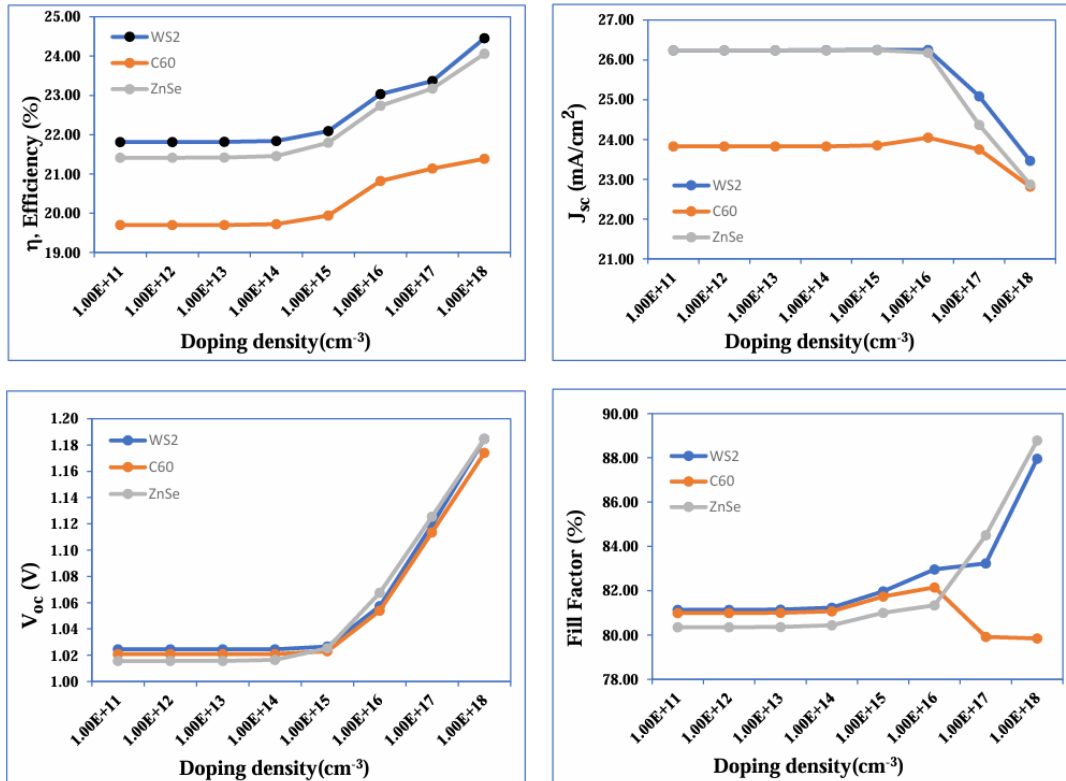 25.00
24.00
23.00
22.00
21.00
20.00
19.00
η, Efficiency (%)
WS2
C60
ZnSe
1.00E+11
1.00E+12
1.00E+13
1.00E+14
1.00E+15
1.00E+16
1.00E+17
1.00E+18
Doping density(cm⁻³)
27.00
26.00
25.00
24.00
23.00
22.00
21.00
Jsc (mA/cm²)
WS2
C60
ZnSe
1.00E+11
1.00E+12
1.00E+13
1.00E+14
1.00E+15
1.00E+16
1.00E+17
1.00E+18
Doping density(cm⁻³)
1.20
1.18
1.16
1.14
1.12
1.10
1.08
1.06
1.04
1.02
1.00
Voc (V)
WS2
C60
ZnSe
1.00E+11
1.00E+12
1.00E+13
1.00E+14
1.00E+15
1.00E+16
1.00E+17
1.00E+18
Doping density(cm⁻³)
90.00
88.00
86.00
84.00
82.00
80.00
78.00
Fill Factor (%)
WS2
C60
ZnSe
1.00E+11
1.00E+12
1.00E+13
1.00E+14
1.00E+15
1.00E+16
1.00E+17
1.00E+18
Doping density(cm⁻³)